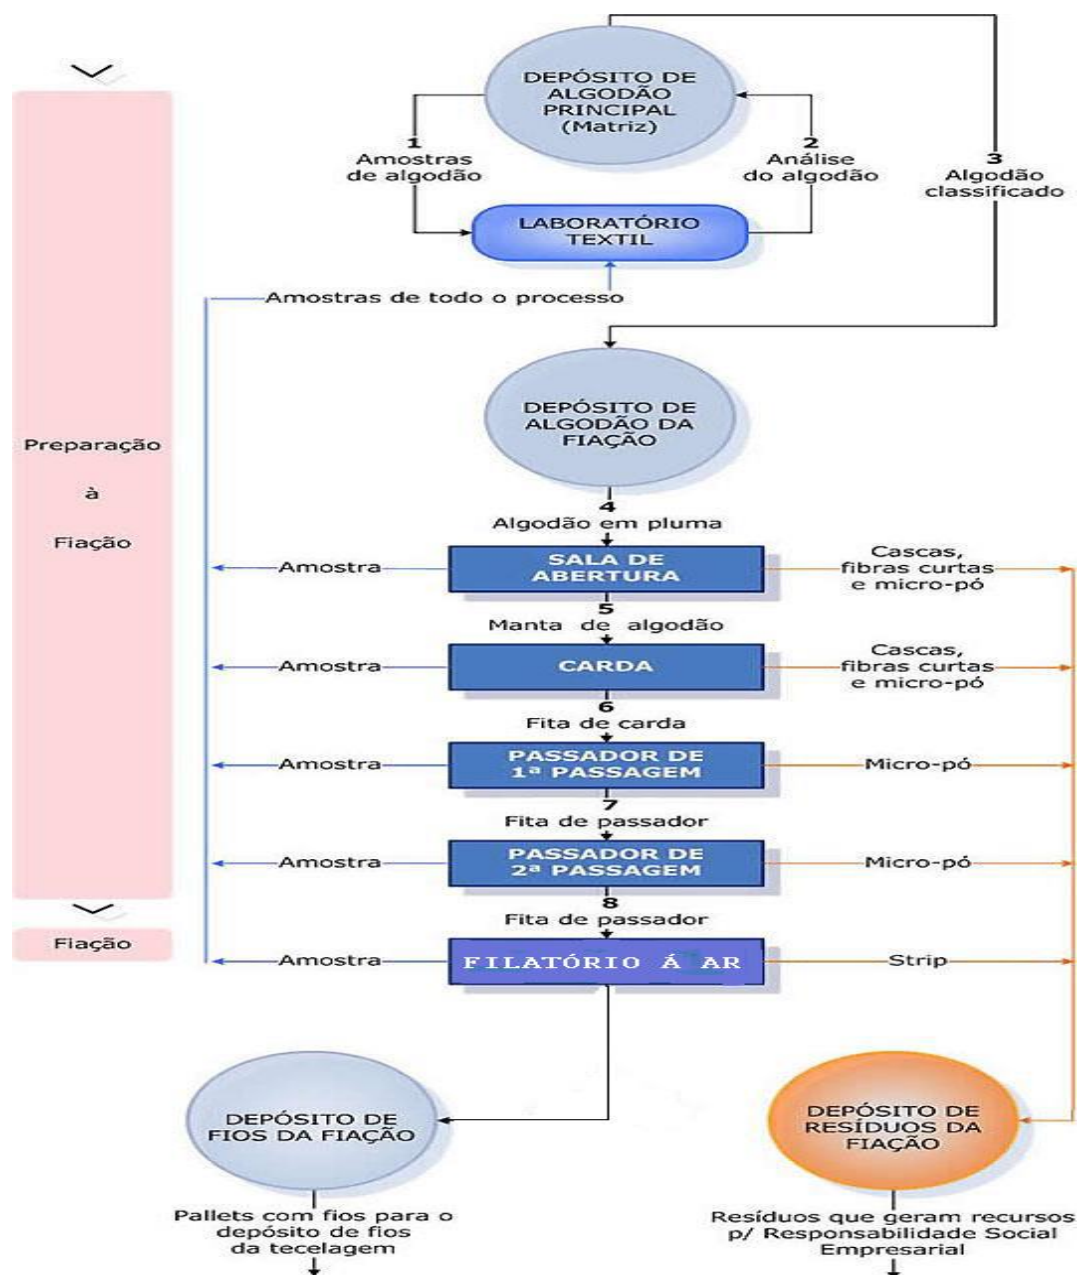 DEPÓSITO DE
ALGODÃO
PRINCIPAL
(Matriz)
1
Amostras
de algodão
2
Análise
do algodão
3
Algodão
classificado
LABORATÓRIO
TEXTIL
Amostras de todo o processo
DEPÓSITO DE
ALGODÃO DA
FIAÇÃO
Preparação
à
Fiação
4
Algodão em pluma
Amostra
SALA DE
ABERTURA
Cascas,
fibras curtas
e micro-pó
5
Manta de algodão
Amostra
CARDA
Cascas,
fibras curtas
e micro-pó
6
Fita de carda
Amostra
PASSADOR DE
1ª PASSAGEM
Micro-pó
7
Fita de passador
Amostra
PASSADOR DE
2ª PASSAGEM
Micro-pó
8
Fita de passador
Fiação
Amostra
FILATÓRIO Á AR
Strip
DEPÓSITO DE
FIOS DA FIAÇÃO
DEPÓSITO DE
RESÍDUOS DA
FIAÇÃO
Pallets com fios para o
depósito de fios
da tecelagem
Resíduos que geram recursos
p/ Responsabilidade Social
Empresarial